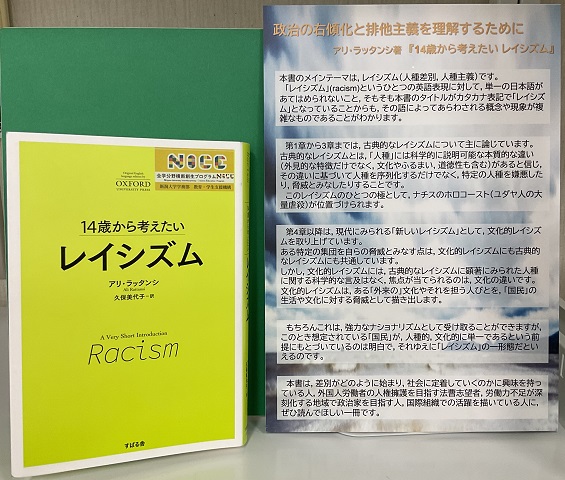 NICC
全学分野横断創生プログラムNICE
新潟大学学務部 教育・学生支援機構
Original English
language edition by
OXFORD
UNIVERSITY PRESS
14歳から考えたい
レイシズム
アリ・ラッタンシ
Ali Rattansi
久保美代子・訳
A Very Short Introduction
Racism
すばる舎
14歳から考えたい
レイシズム
政治の右傾化と排他主義を理解するために
アリ・ラッタンシ著 『14歳から考えたい レイシズム』
本書のメインテーマは，レイシズム（人種差別，人種主義）です。
「レイシズム」(racism)というひとつの英語表現に対して，単一の日本語
があてはめられないこと，そもそも本書のタイトルがカタカナ表記で「レイシズ
ム」となっていることからも，その語によってあらわされる概念や現象が複
雑なものであることがわかります。
第1章から3章までは，古典的なレイシズムについて主に論じています。
古典的なレイシズムとは，「人種」には科学的に説明可能な本質的な違い
（外見的な特徴だけでなく，文化やふるまい，道徳性も含む）があると信じ，
その違いに基づいて人種を序列化するだけでなく，特定の人種を嫌悪した
り，脅威とみなしたりすることです。
このレイシズムのひとつの極として，ナチスのホロコースト（ユダヤ人の大
量虐殺）が位置づけられます。
第4章以降は，現代にみられる「新しいレイシズム」として，文化的レイシズ
ムを取り上げています。
ある特定の集団を自らの脅威とみなす点は，文化的レイシズムにも古典的
なレイシズムにも共通しています。
しかし，文化的レイシズムには，古典的なレイシズムに顕著にみられた人種
に関する科学的な言及はなく，焦点が当てられるのは，文化の違いです。
文化的レイシズムは，ある「外来の」文化やそれを担う人びとを，「国民」の
生活や文化に対する脅威として描き出します。
もちろんこれは，強力なナショナリズムとして受け取ることができますが，
このとき想定されている「国民」が，人種的，文化的に単一であるという前
提にもとづいているのは明白で，それゆえに「レイシズム」の一形態だとい
えるのです。
本書は，差別がどのように始まり，社会に定着していくのかに興味を持っ
ている人，外国人労働者の人権擁護を目指す法曹志望者，労働力不足が深
刻化する地域で政治家を目指す人，国際組織での活躍を描いている人に，
ぜひ読んでほしい一冊です。